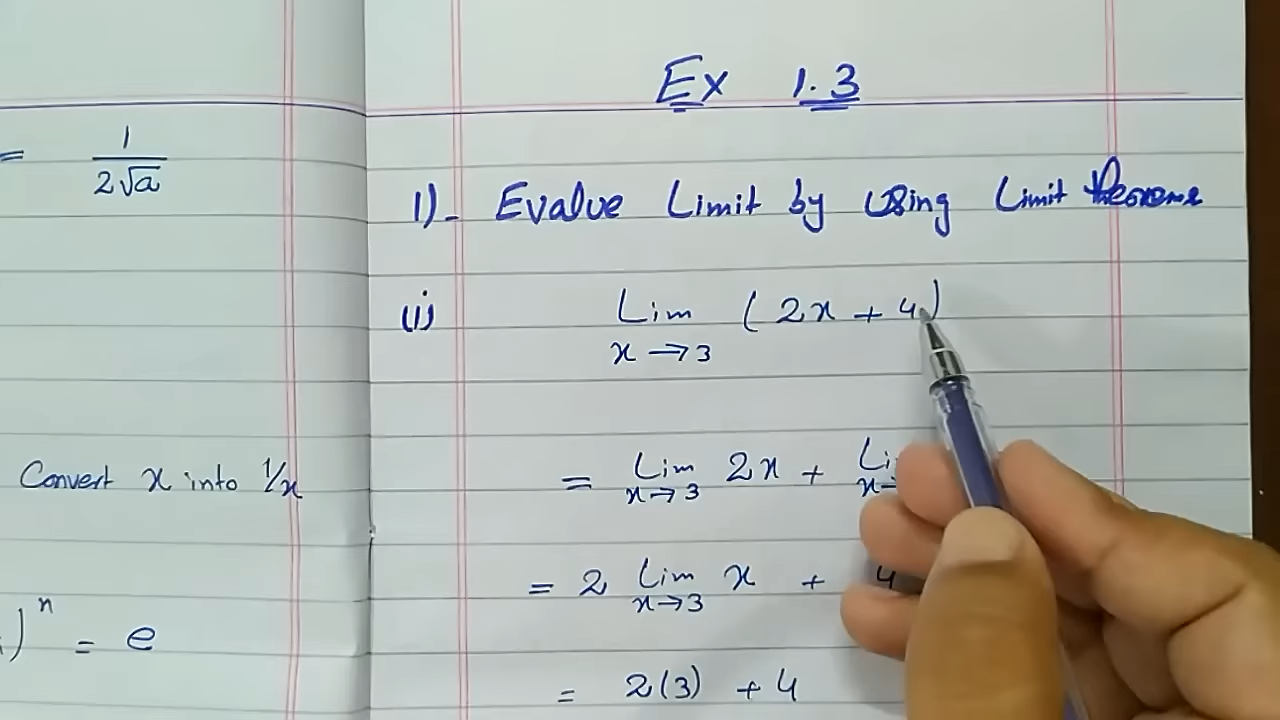 = 1/2√a
Convert x into 1/x
)^n = e
Ex 1.3
1)- Evalue Limit by using Limit theorems
(i) Lim x→3 (2x + 4)
= Lim x→3 2x +
= 2 Lim x→3 x + 4
= 2(3) + 4